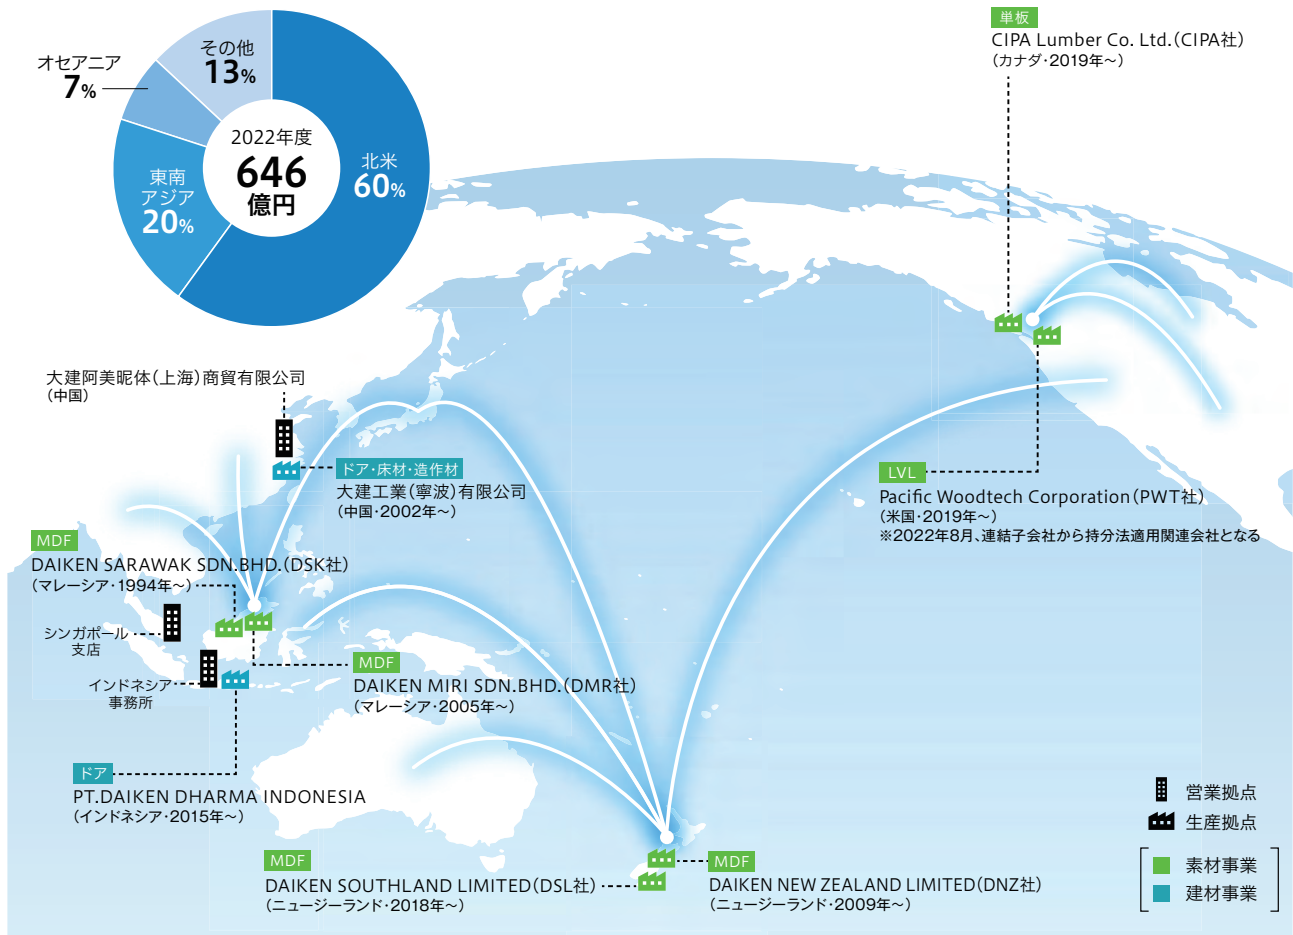 その他
13%
オセアニア
7%
2022年度
646
億円
北米
60%
東南
アジア
20%
単板
CIPA Lumber Co. Ltd.(CIPA社)
(カナダ・2019年〜)
大建阿美昵体(上海)商貿有限公司
(中国)
ドア・床材・造作材
大建工業(寧波)有限公司
(中国・2002年〜)
LVL
Pacific Woodtech Corporation(PWT社)
(米国・2019年〜)
※2022年8月、連結子会社から持分法適用関連会社となる
MDF
DAIKEN SARAWAK SDN.BHD.(DSK社)
(マレーシア・1994年〜)
シンガポール
支店
インドネシア
事務所
MDF
DAIKEN MIRI SDN.BHD.(DMR社)
(マレーシア・2005年〜)
ドア
PT.DAIKEN DHARMA INDONESIA
(インドネシア・2015年〜)
MDF
DAIKEN SOUTHLAND LIMITED(DSL社)
(ニュージーランド・2018年〜)
MDF
DAIKEN NEW ZEALAND LIMITED(DNZ社)
(ニュージーランド・2009年〜)
営業拠点
生産拠点
素材事業
建材事業